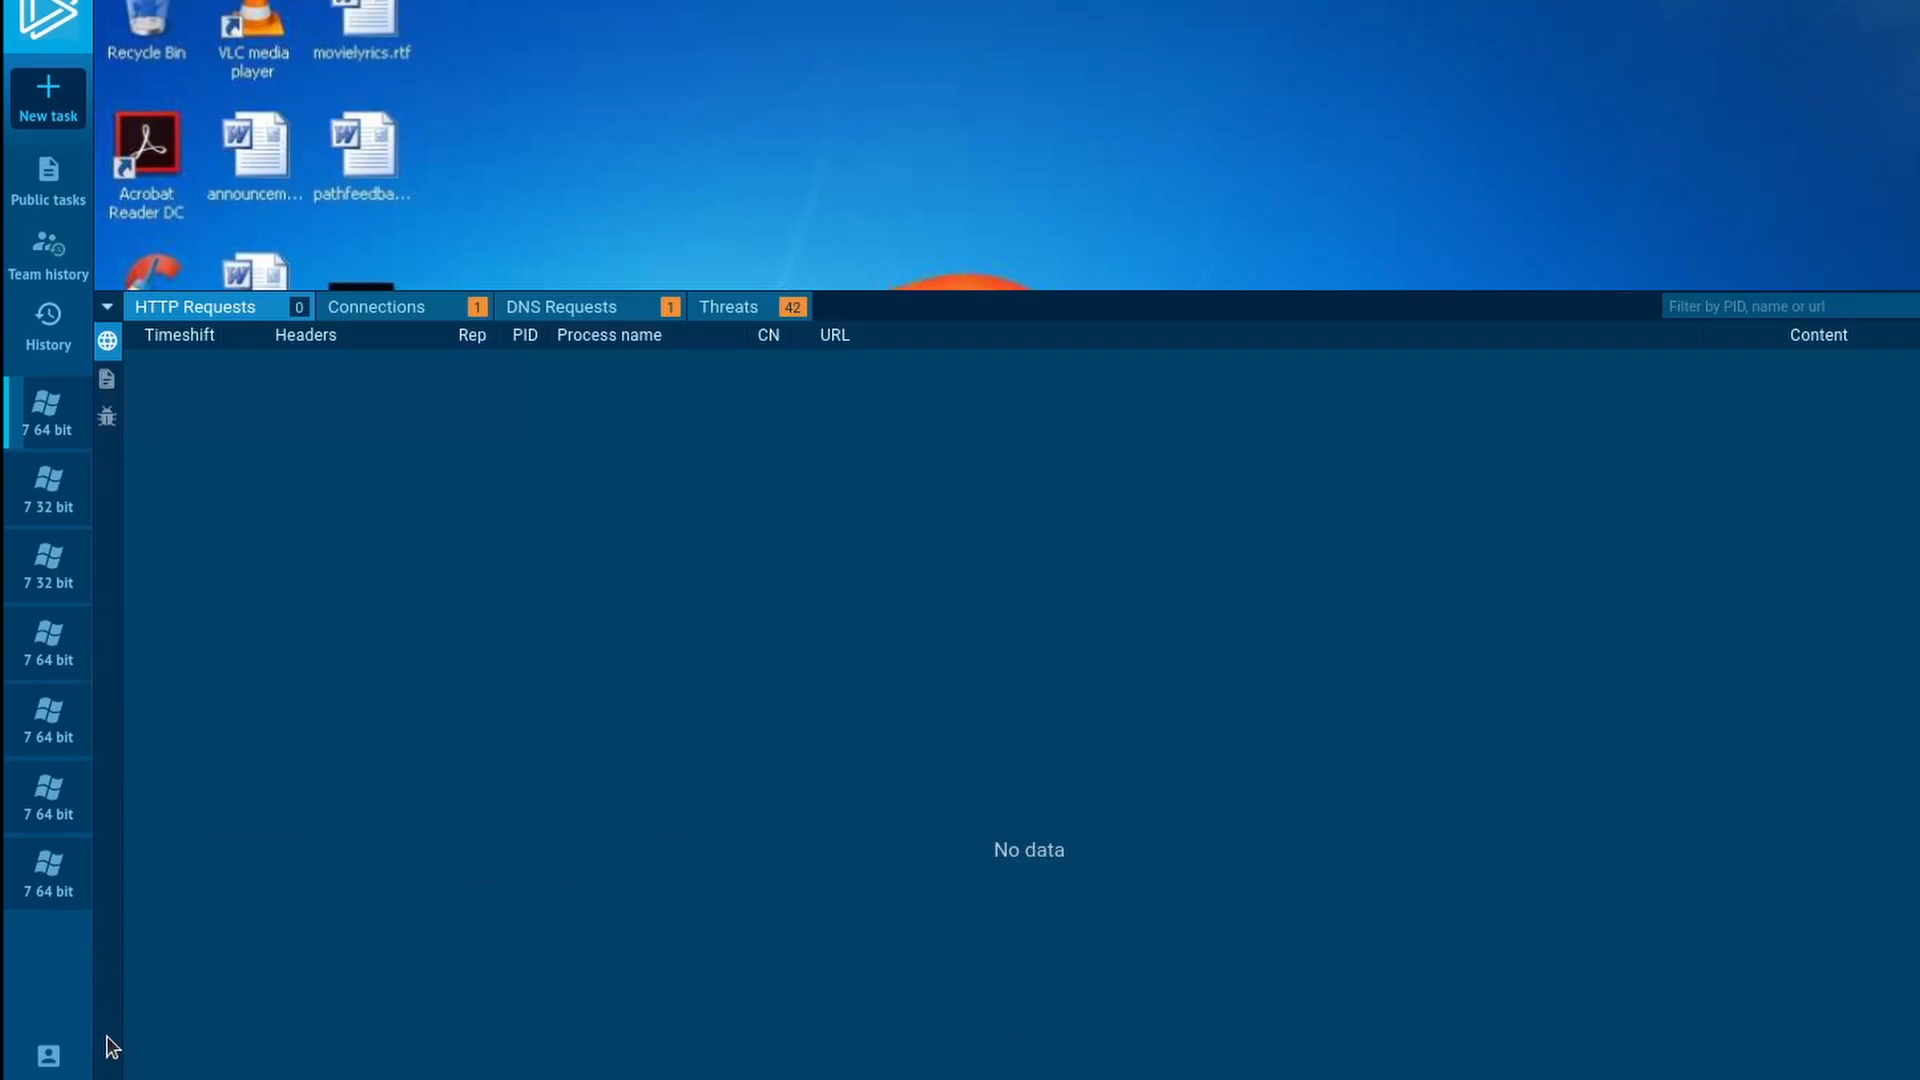 Recycle Bin
VLC media
player
movielyrics.rtf
New task
Acrobat
Reader DC
announcem...
pathfeedba...
Public tasks
Team history
History
HTTP Requests 0
Connections 1
DNS Requests 1
Threats 42
Filter by PID, name or url
Timeshift
Headers
Rep
PID
Process name
CN
URL
Content
7 64 bit
7 32 bit
7 32 bit
7 64 bit
7 64 bit
7 64 bit
7 64 bit
No data